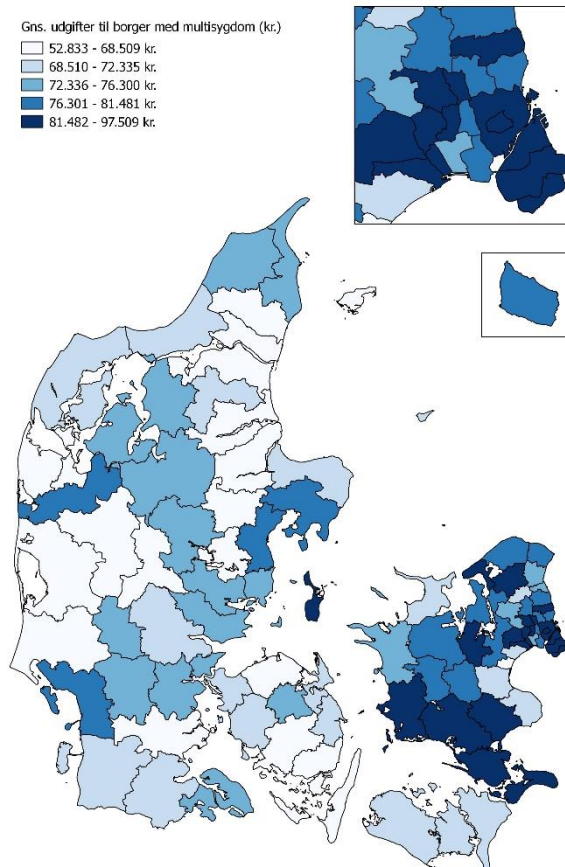 Gns. udgifter til borger med multisygdom (kr.)
52.833 - 68.509 kr.
68.510 - 72.335 kr.
72.336 - 76.300 kr.
76.301 - 81.481 kr.
81.482 - 97.509 kr.